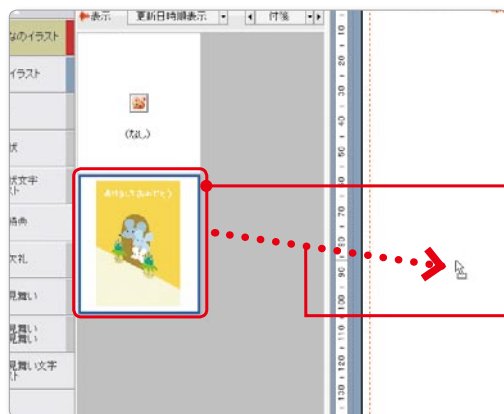 表示 更新日時順表示 付箋
なのイラスト
イラスト
(なし)
状
状文字
スト
特典
欠礼
見舞い
見舞い
見舞い
見舞い文字
スト
あけましておめでとう
10
20
30
40
50
60
70
80
90
100
110
120
130